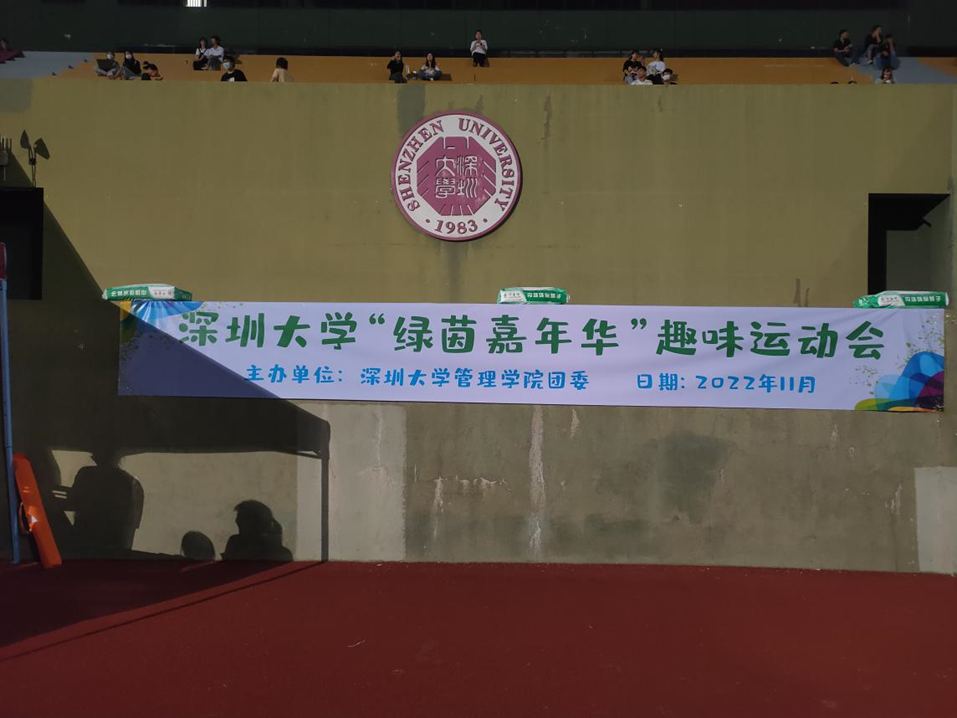 SHENZHEN UNIVERSITY
深圳大學
1983
深圳大学“绿茵嘉年华”趣味运动会
主办单位：深圳大学管理学院团委 日期：2022年11月